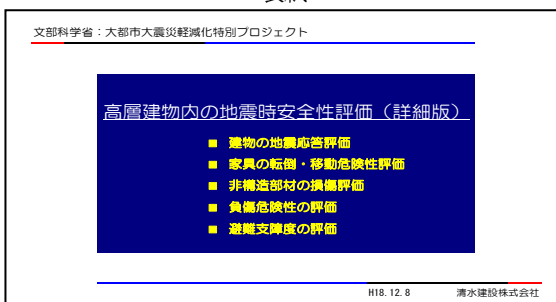 文部科学省：大都市大震災軽減化特別プロジェクト
高層建物内の地震時安全性評価（詳細版）
■ 建物の地震応答評価
■ 家具の転倒・移動危険性評価
■ 非構造部材の損傷評価
■ 負傷危険性の評価
■ 避難支障度の評価
H18.12.8 清水建設株式会社